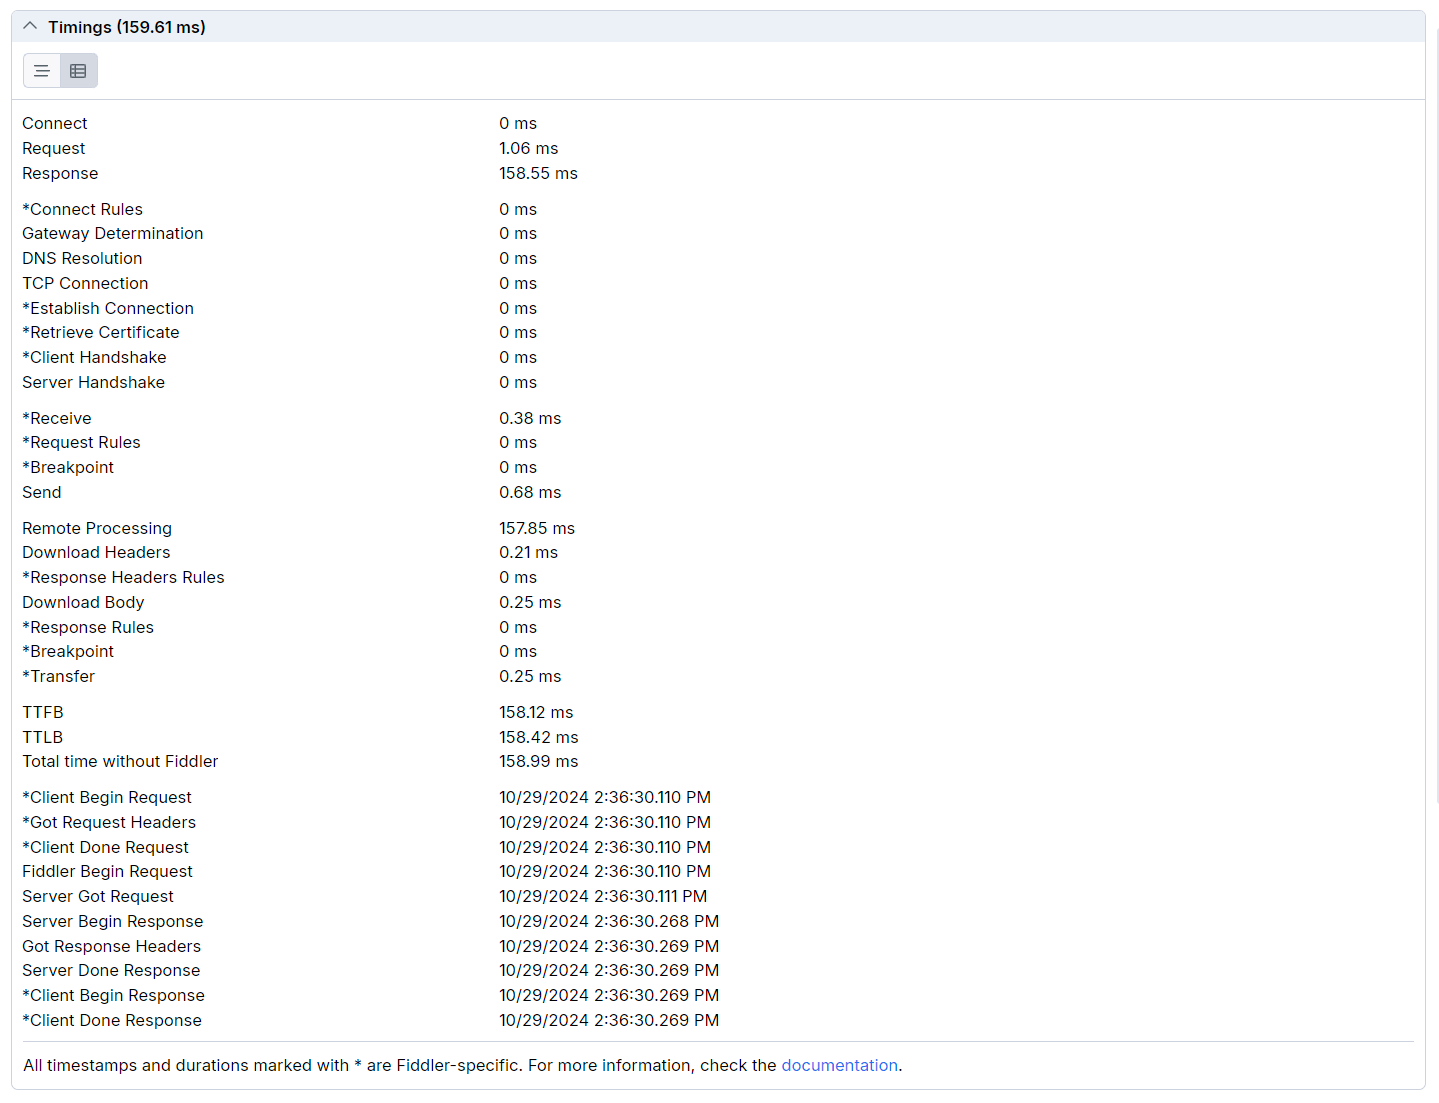 Timings (159.61 ms)
Connect 0 ms
Request 1.06 ms
Response 158.55 ms
*Connect Rules 0 ms
Gateway Determination 0 ms
DNS Resolution 0 ms
TCP Connection 0 ms
*Establish Connection 0 ms
*Retrieve Certificate 0 ms
*Client Handshake 0 ms
Server Handshake 0 ms
*Receive 0.38 ms
*Request Rules 0 ms
*Breakpoint 0 ms
Send 0.68 ms
Remote Processing 157.85 ms
Download Headers 0.21 ms
*Response Headers Rules 0 ms
Download Body 0.25 ms
*Response Rules 0 ms
*Breakpoint 0 ms
*Transfer 0.25 ms
TTFB 158.12 ms
TTLB 158.42 ms
Total time without Fiddler 158.99 ms
*Client Begin Request 10/29/2024 2:36:30.110 PM
*Got Request Headers 10/29/2024 2:36:30.110 PM
*Client Done Request 10/29/2024 2:36:30.110 PM
Fiddler Begin Request 10/29/2024 2:36:30.110 PM
Server Got Request 10/29/2024 2:36:30.111 PM
Server Begin Response 10/29/2024 2:36:30.268 PM
Got Response Headers 10/29/2024 2:36:30.269 PM
Server Done Response 10/29/2024 2:36:30.269 PM
*Client Begin Response 10/29/2024 2:36:30.269 PM
*Client Done Response 10/29/2024 2:36:30.269 PM
All timestamps and durations marked with * are Fiddler-specific. For more information, check the documentation.